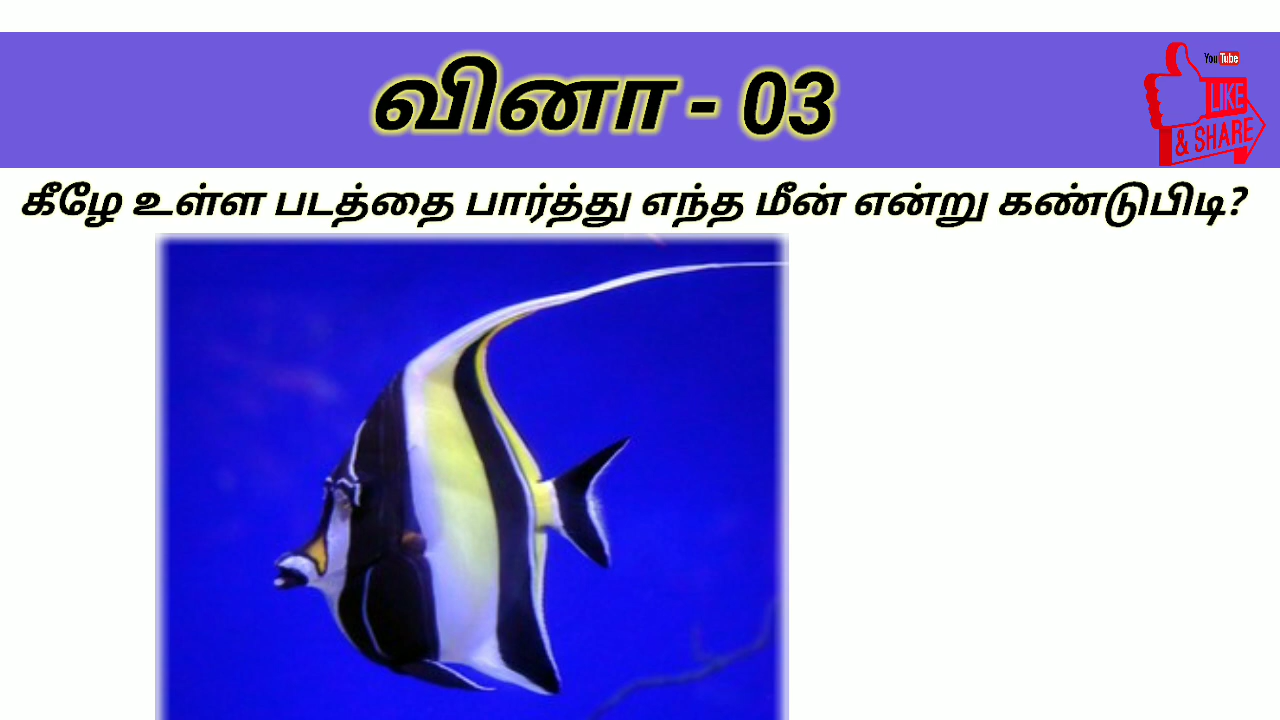 வினா - 03
YouTube
LIKE
& SHARE
கீழே உள்ள படத்தை பார்த்து எந்த மீன் என்று கண்டுபிடி?